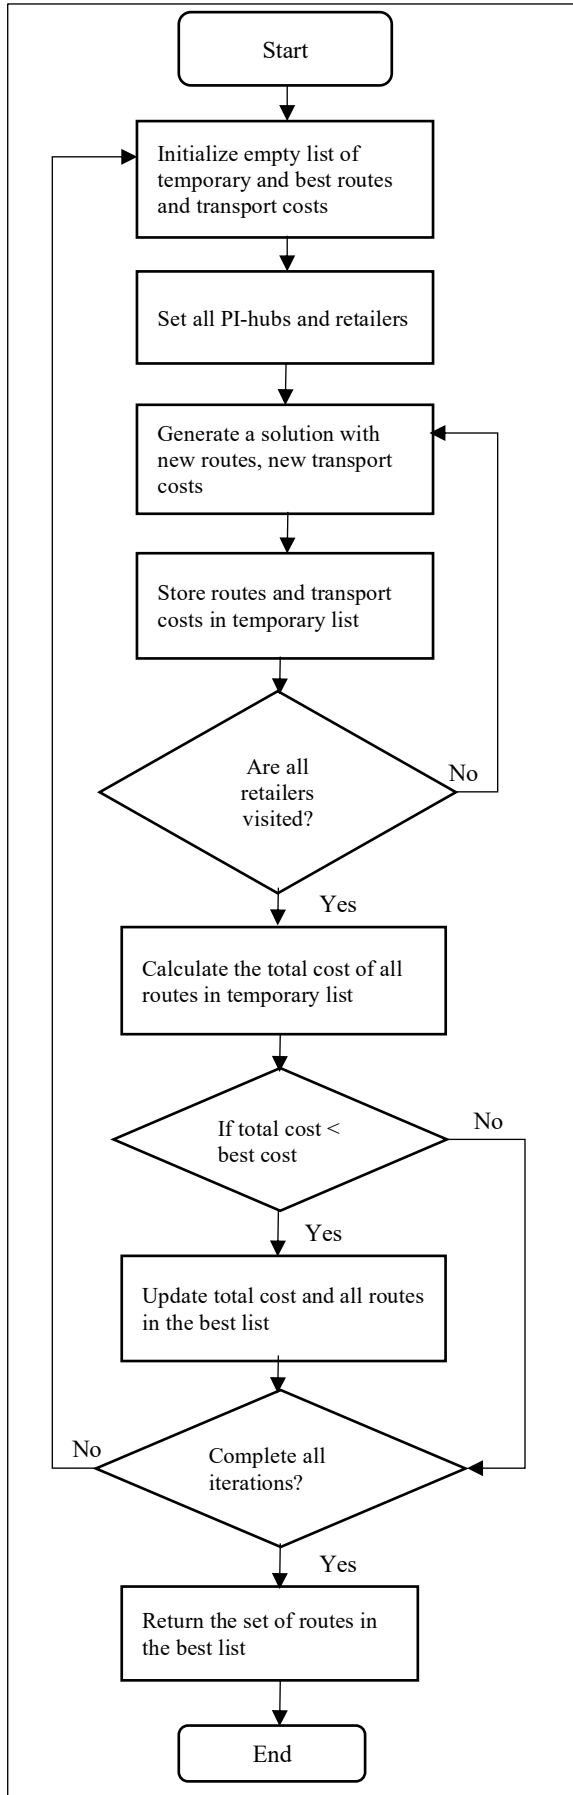 Start
Initialize empty list of
temporary and best routes
and transport costs
Set all PI-hubs and retailers
Generate a solution with
new routes, new transport
costs
Store routes and transport
costs in temporary list
Are all
retailers
visited?
No
Yes
Calculate the total cost of all
routes in temporary list
If total cost <
best cost
No
Yes
Update total cost and all routes
in the best list
Complete all
iterations?
No
Yes
Return the set of routes in
the best list
End